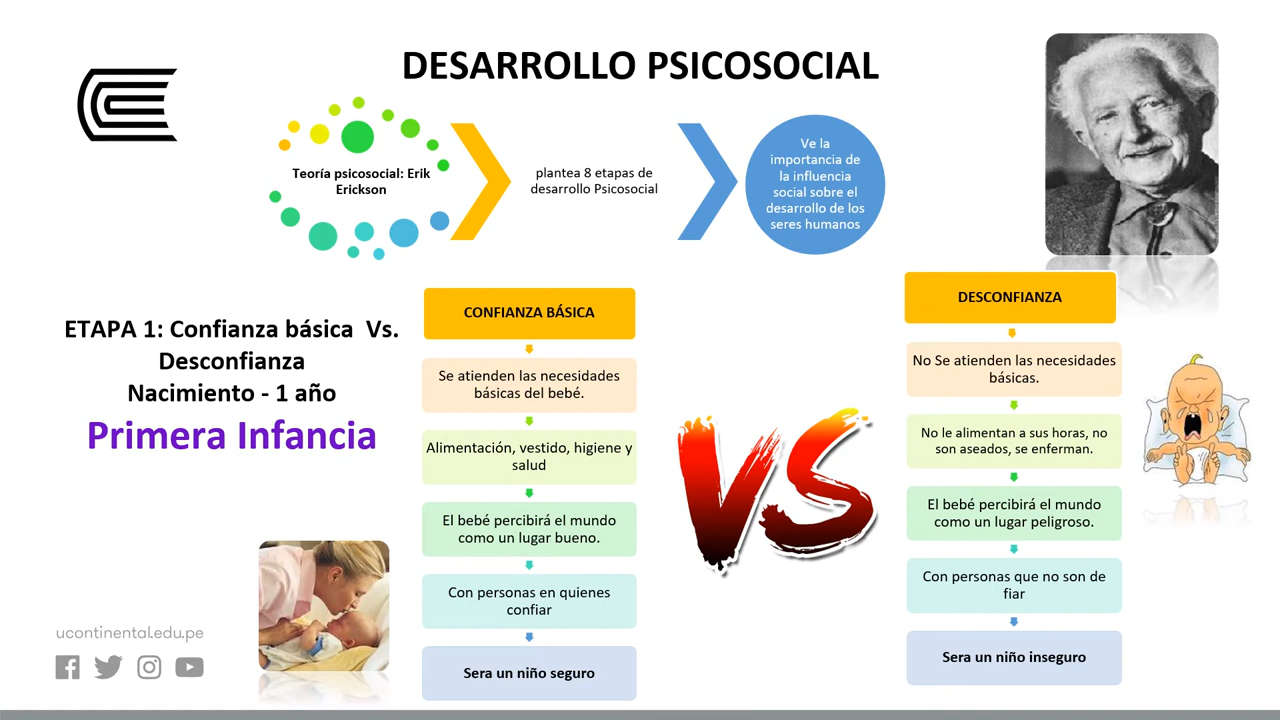 DESARROLLO PSICOSOCIAL
Teoría psicosocial: Erik
Erickson
plantea 8 etapas de
desarrollo Psicosocial
Ve la
importancia de
la influencia
social sobre el
desarrollo de los
seres humanos
ETAPA 1: Confianza básica Vs.
Desconfianza
Nacimiento - 1 año
Primera Infancia
CONFIANZA BÁSICA
Se atienden las necesidades
básicas del bebé.
Alimentación, vestido, higiene y
salud
El bebé percibirá el mundo
como un lugar bueno.
Con personas en quienes
confiar
Sera un niño seguro
VS
DESCONFIANZA
No Se atienden las necesidades
básicas.
No le alimentan a sus horas, no
son aseados, se enferman.
El bebé percibirá el mundo
como un lugar peligroso.
Con personas que no son de
fiar
Sera un niño inseguro
ucontinental.edu.pe